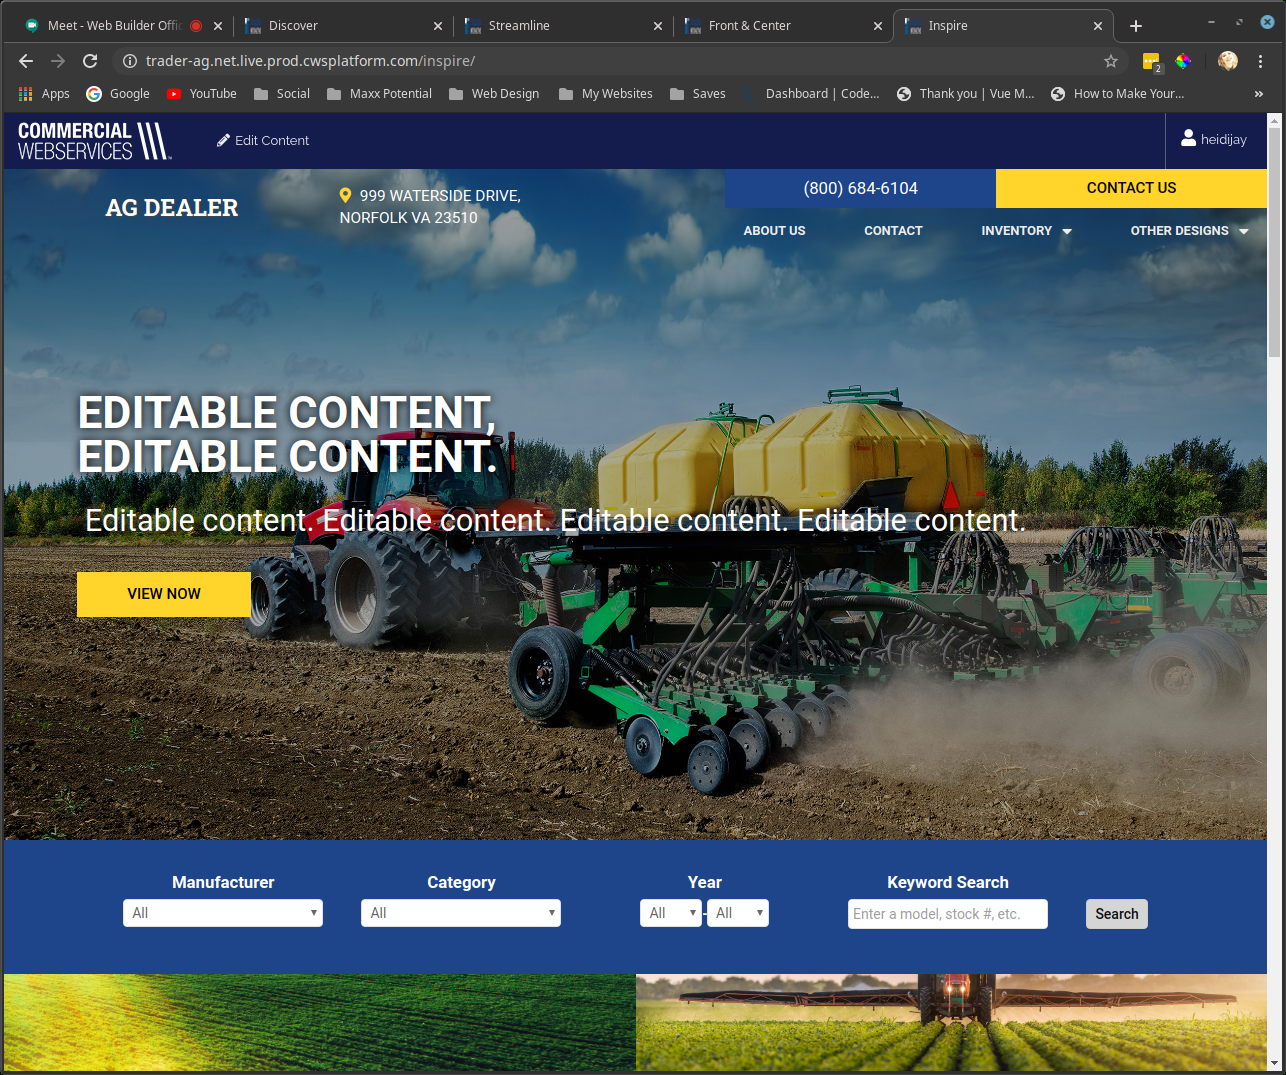 Meet - Web Builder Offic
Discover
Streamline
Front & Center
Inspire
trader-ag.net.live.prod.cwsplatform.com/inspire/
2
Apps
Google
YouTube
Social
Maxx Potential
Web Design
My Websites
Saves
Dashboard | Code…
Thank you | Vue M…
How to Make Your…
»
COMMERCIAL
WEBSERVICES
Edit Content
heidijay
AG DEALER
999 WATERSIDE DRIVE,
NORFOLK VA 23510
(800) 684-6104
CONTACT US
ABOUT US
CONTACT
INVENTORY
OTHER DESIGNS
EDITABLE CONTENT,
EDITABLE CONTENT.
Editable content. Editable content. Editable content. Editable content.
VIEW NOW
Manufacturer
Category
Year
Keyword Search
All
All
All
-
All
Enter a model, stock #, etc.
Search